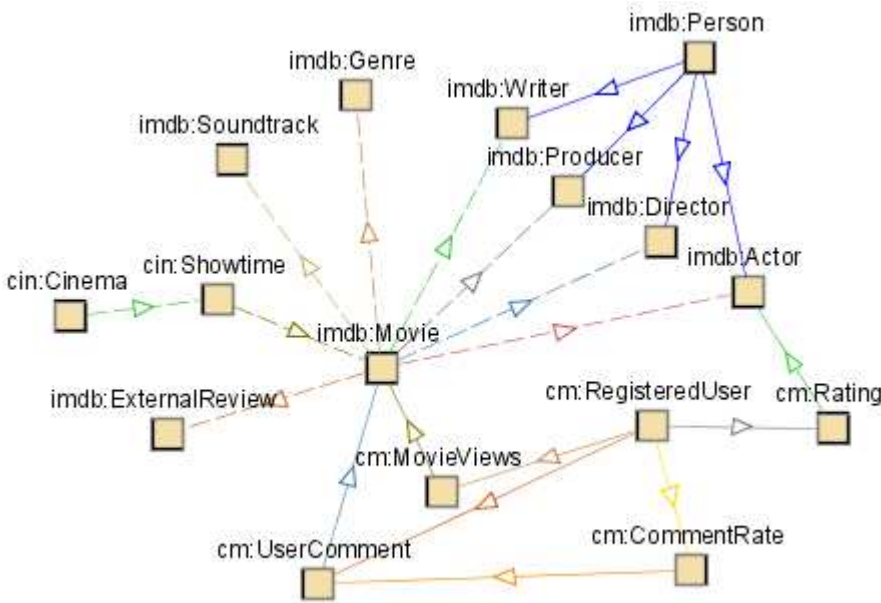 imdb:Person
imdb:Genre
imdb:Writer
imdb:Soundtrack
imdb:Producer
imdb:Director
imdb:Actor
cin:Showtime
cin:Cinema
imdb:Movie
imdb:ExternalReview
cm:RegisteredUser
cm:Rating
cm:MovieViews
cm:UserComment
cm:CommentRate